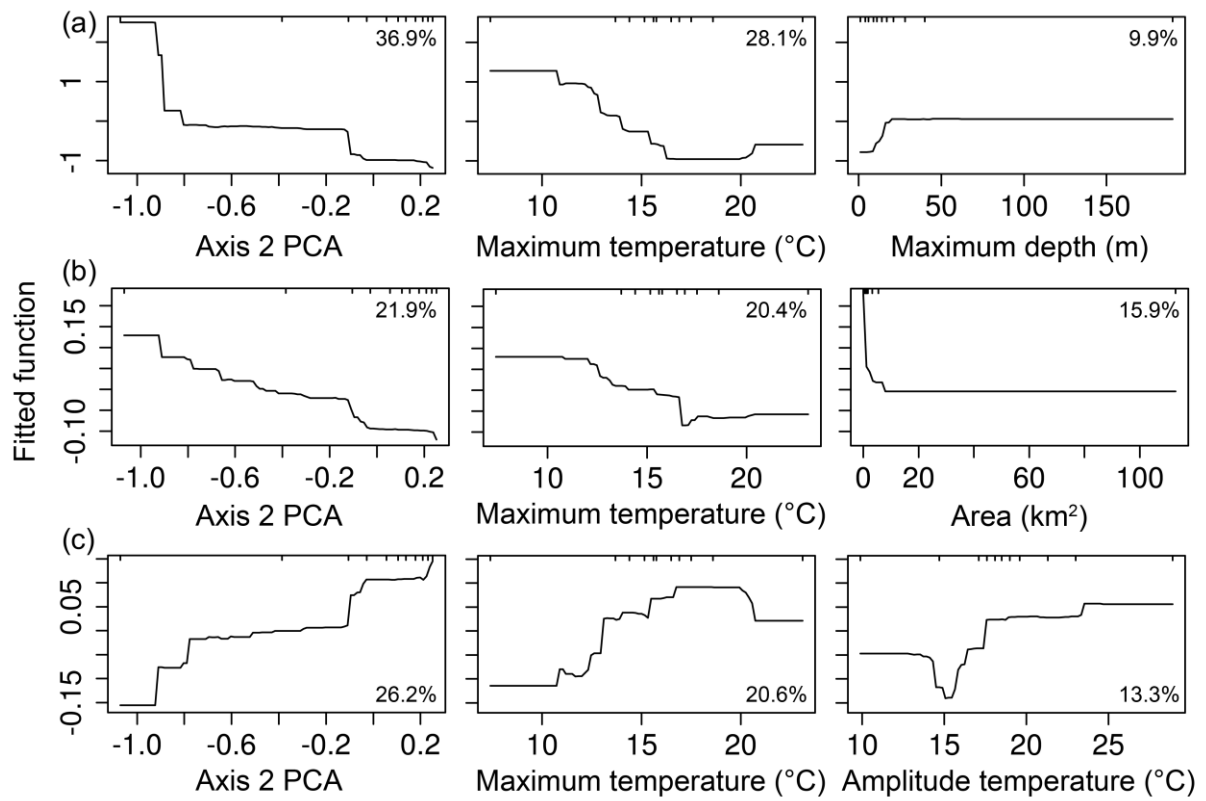 (a)
36.9%
28.1%
9.9%
1
-1
-1.0 -0.6 -0.2 0.2
10 15 20
0 50 100 150
Axis 2 PCA
Maximum temperature (°C)
Maximum depth (m)
(b)
21.9%
20.4%
15.9%
0.15
-0.10
-1.0 -0.6 -0.2 0.2
10 15 20
0 20 60 100
Axis 2 PCA
Maximum temperature (°C)
Area (km²)
Fitted function
(c)
26.2%
20.6%
13.3%
0.05
-0.15
-1.0 -0.6 -0.2 0.2
10 15 20
10 15 20 25
Axis 2 PCA
Maximum temperature (°C)
Amplitude temperature (°C)